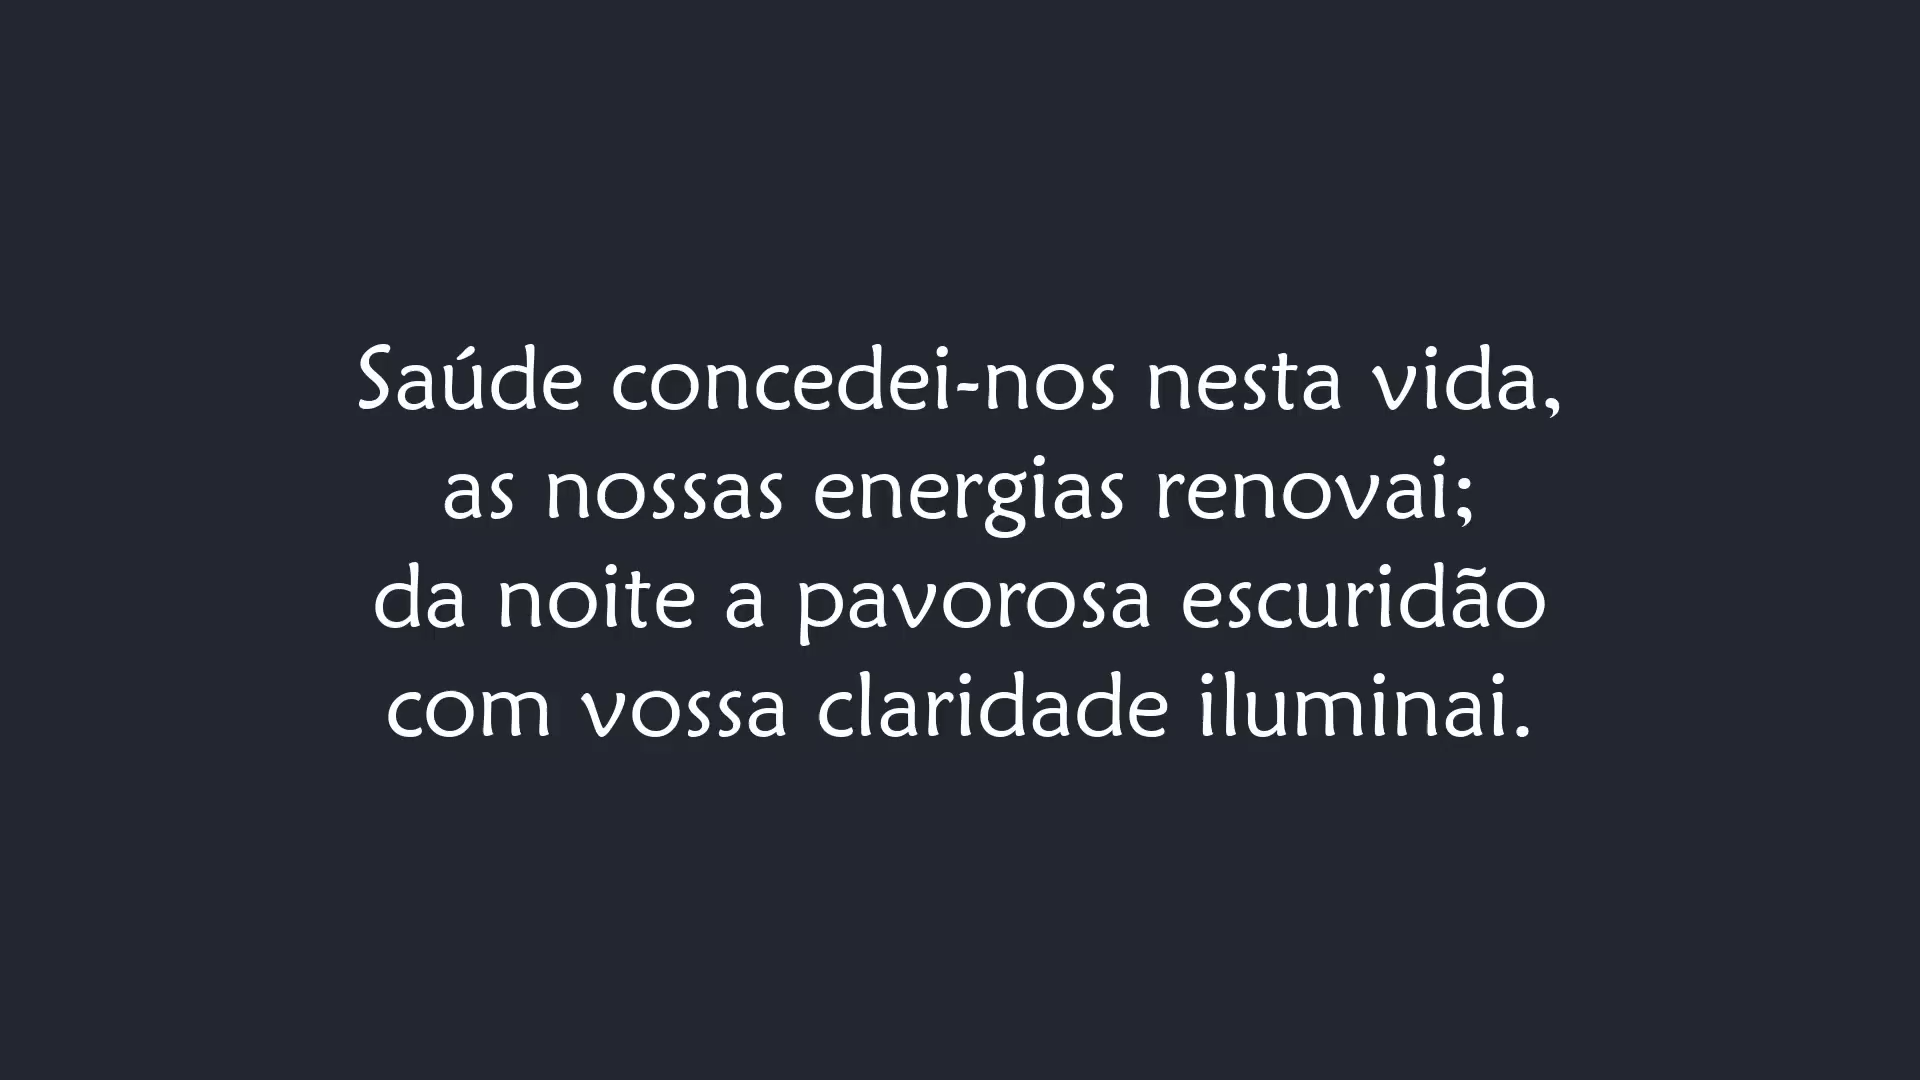 Saúde concedei-nos nesta vida,
as nossas energias renovai;
da noite a pavorosa escuridão
com vossa claridade iluminai.